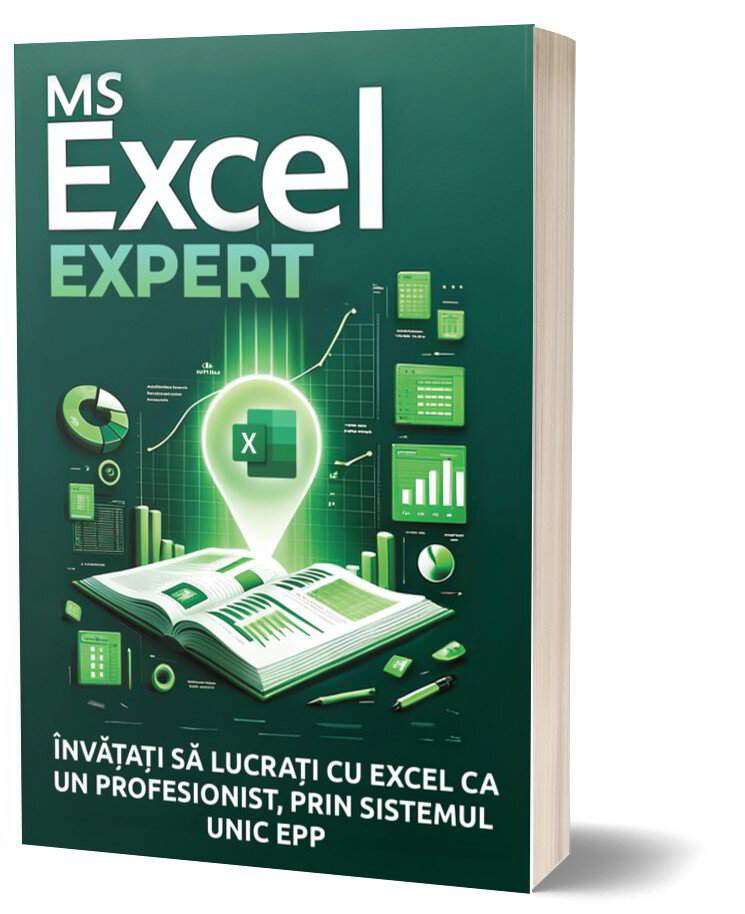 MS
Excel
EXPERT
X
ÎNVĂȚAȚI SĂ LUCRAȚI CU EXCEL CA
UN PROFESIONIST, PRIN SISTEMUL
UNIC EPP